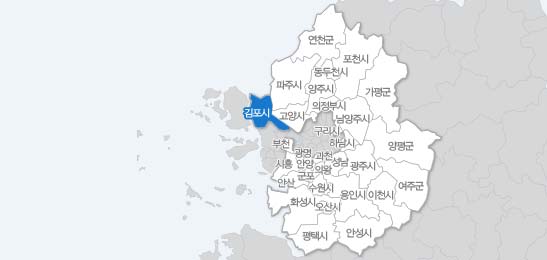 연천군
포천시
동두천시
파주시
양주시
가평군
의정부시
김포시
고양시
남양주시
구리시
하남시
부천
양평군
광명
과천
시흥
안양
의왕
성남
광주시
안산
군포
수원시
용인시
이천시
여주군
화성시
오산시
평택시
안성시